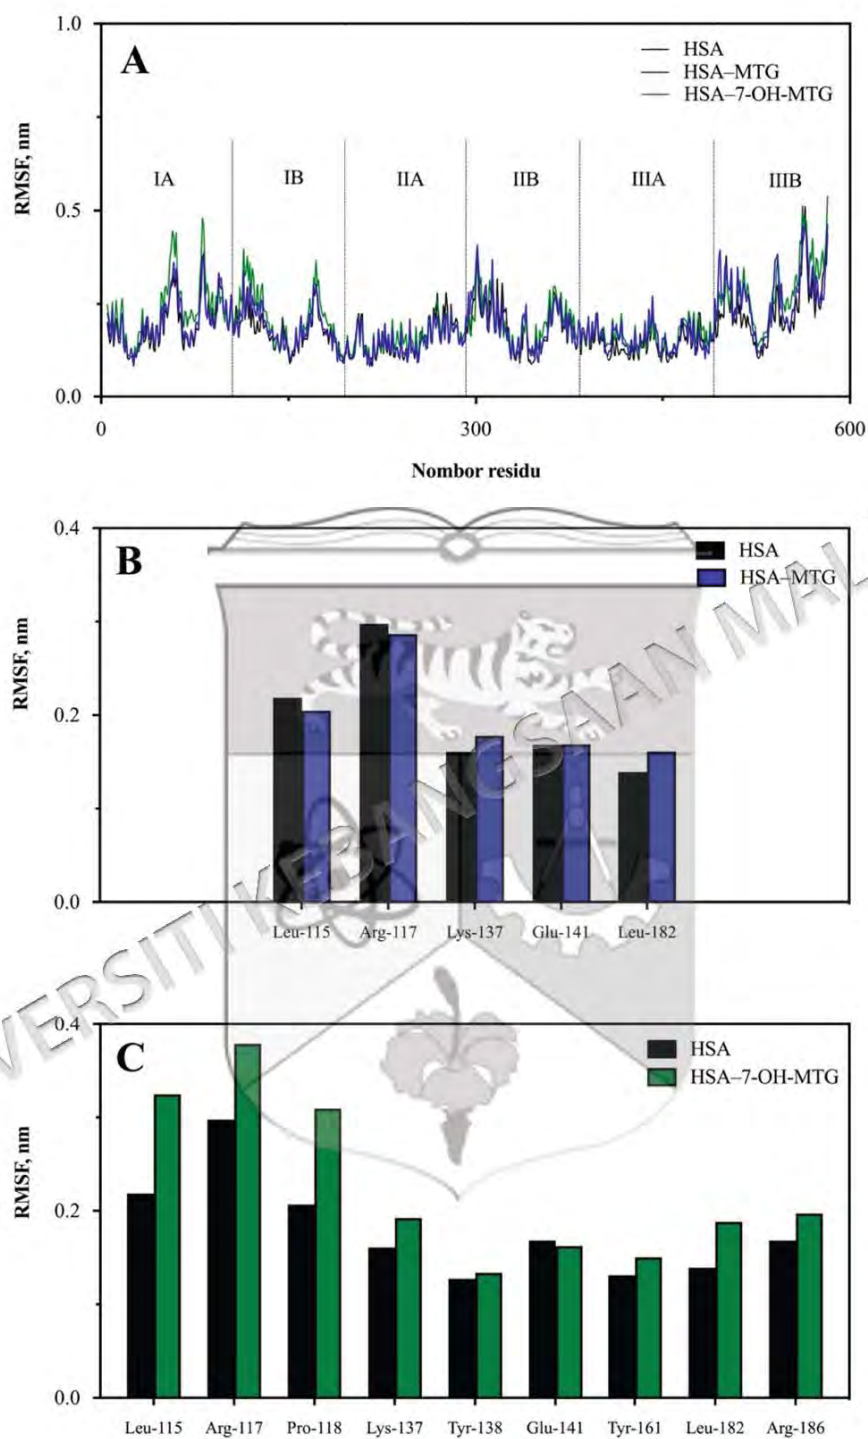 1.0
A
HSA
HSA–MTG
HSA–7-OH-MTG
RMSF, nm
IA
IB
IIA
IIB
IIIA
IIIB
0.5
0.0
0
300
600
Nombor residu
0.4
B
HSA
HSA–MTG
RMSF, nm
0.2
0.0
Leu-115
Arg-117
Lys-137
Glu-141
Leu-182
VERSITI KEBANGSAAN MAL
0.4
C
HSA
HSA–7-OH-MTG
RMSF, nm
0.2
0.0
Leu-115
Arg-117
Pro-118
Lys-137
Tyr-138
Glu-141
Tyr-161
Leu-182
Arg-186